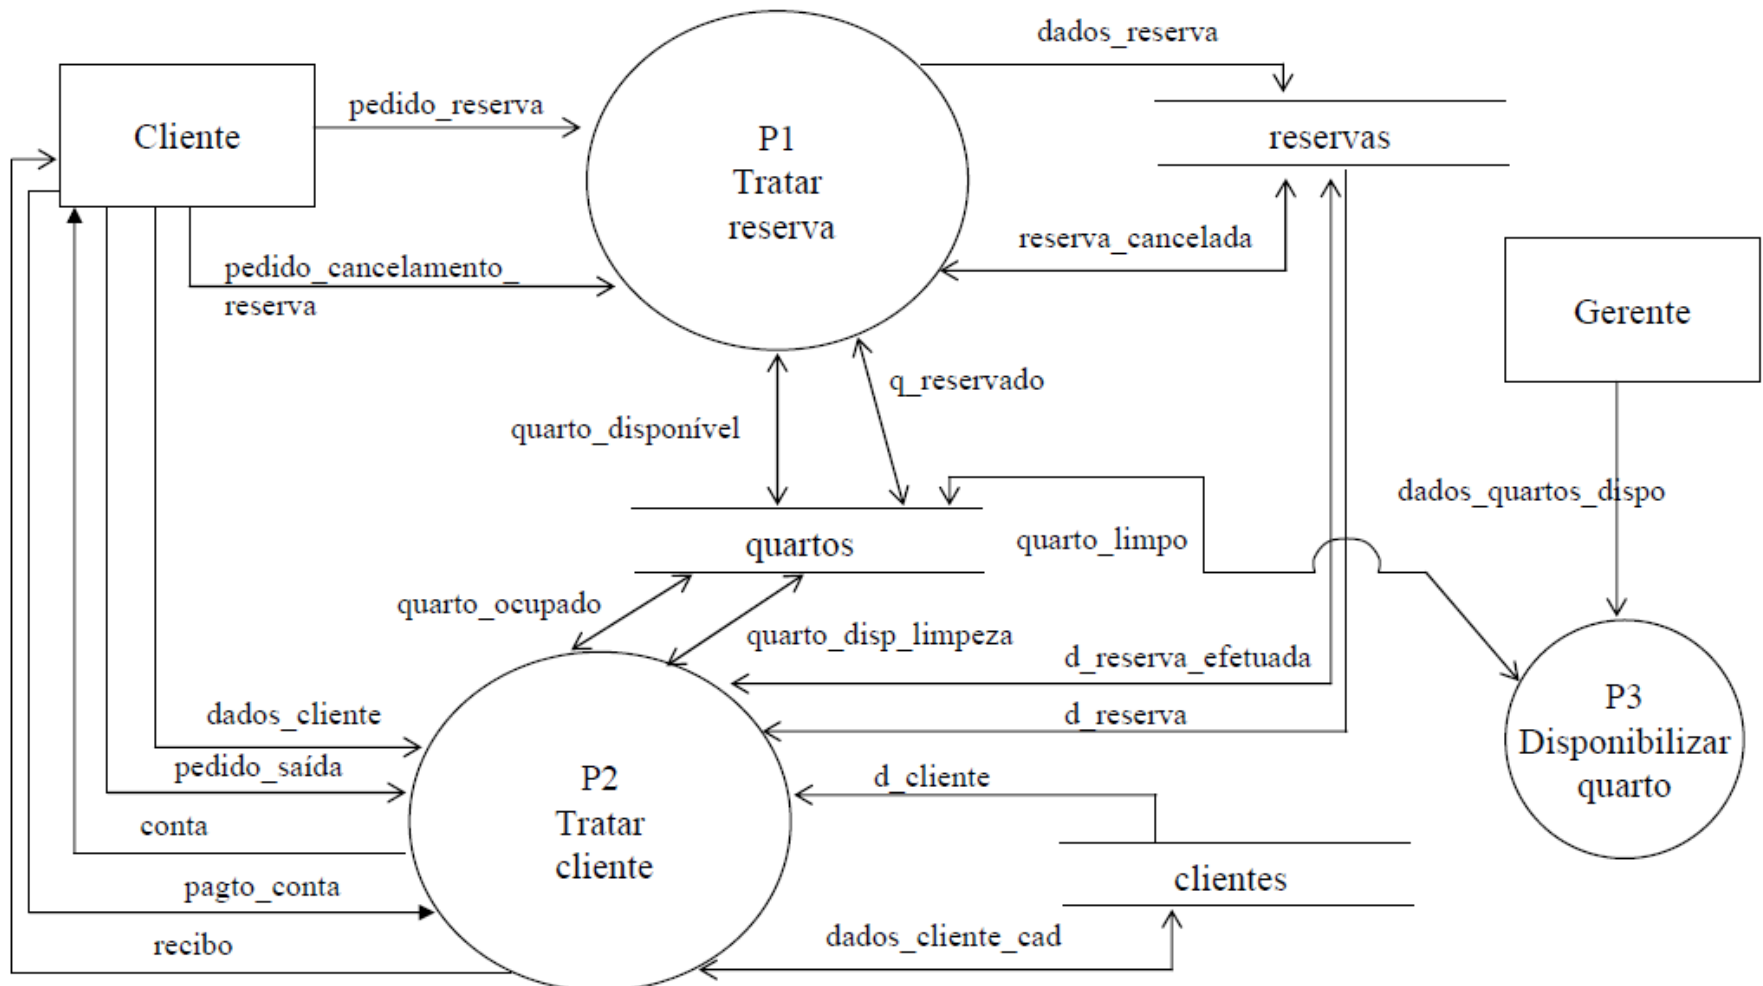 dados_reserva
pedido_reserva
Cliente
P1
Tratar
reserva
reservas
reserva_cancelada
pedido_cancelamento_
reserva
Gerente
q_reservado
quarto_disponível
dados_quartos_dispo
quartos
quarto_limpo
quarto_ocupado
quarto_disp_limpeza
d_reserva_efetuada
dados_cliente
d_reserva
P3
Disponibilizar
quarto
pedido_saída
P2
Tratar
cliente
d_cliente
conta
clientes
pagto_conta
dados_cliente_cad
recibo